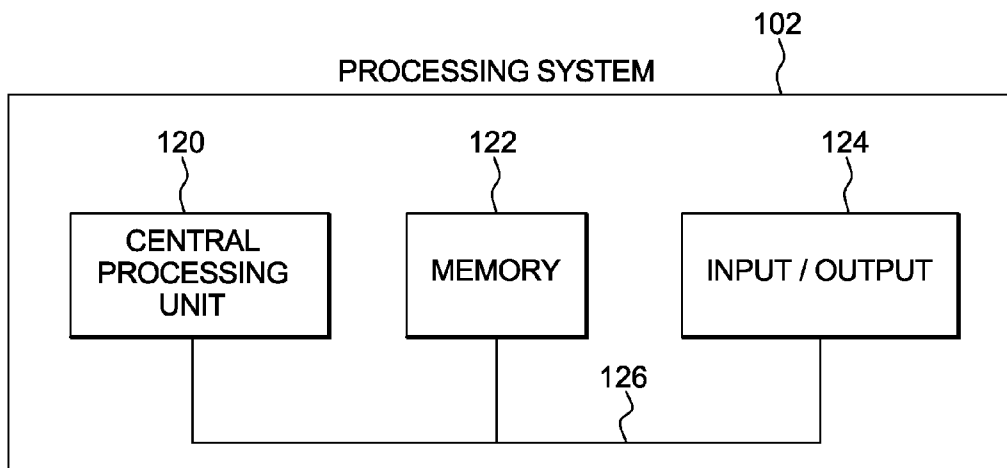 102
PROCESSING SYSTEM
120
122
124
CENTRAL
PROCESSING
UNIT
MEMORY
INPUT / OUTPUT
126